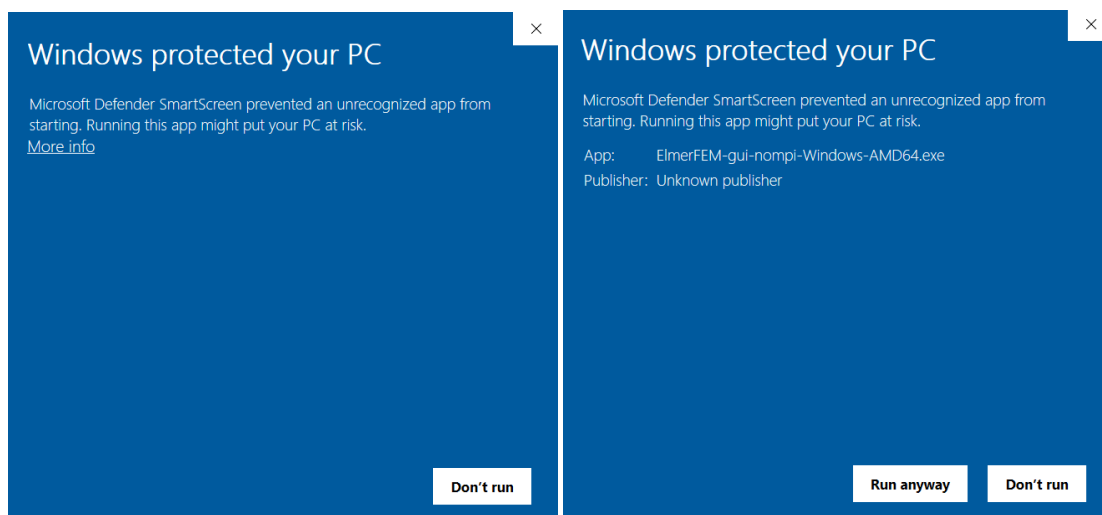 Windows protected your PC
Microsoft Defender SmartScreen prevented an unrecognized app from
starting. Running this app might put your PC at risk.
More info
Don't run
Windows protected your PC
Microsoft Defender SmartScreen prevented an unrecognized app from
starting. Running this app might put your PC at risk.
App: ElmerFEM-gui-nompi-Windows-AMD64.exe
Publisher: Unknown publisher
Run anyway Don't run